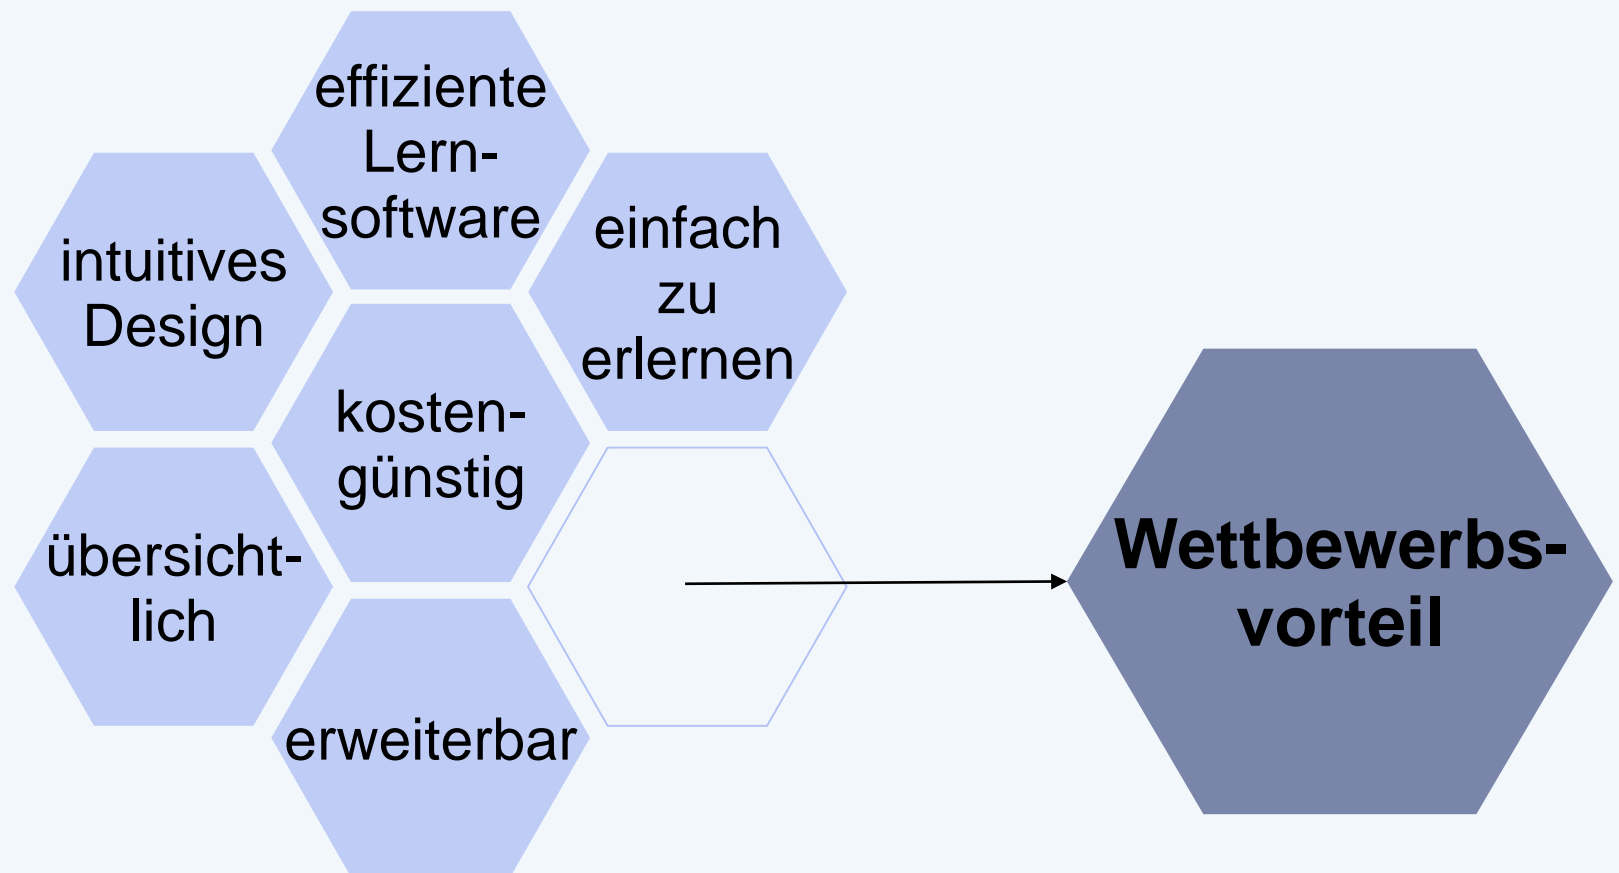 effiziente
Lern-
software
intuitives
Design
einfach
zu
erlernen
kosten-
günstig
übersicht-
lich
erweiterbar
Wettbewerbs-
vorteil